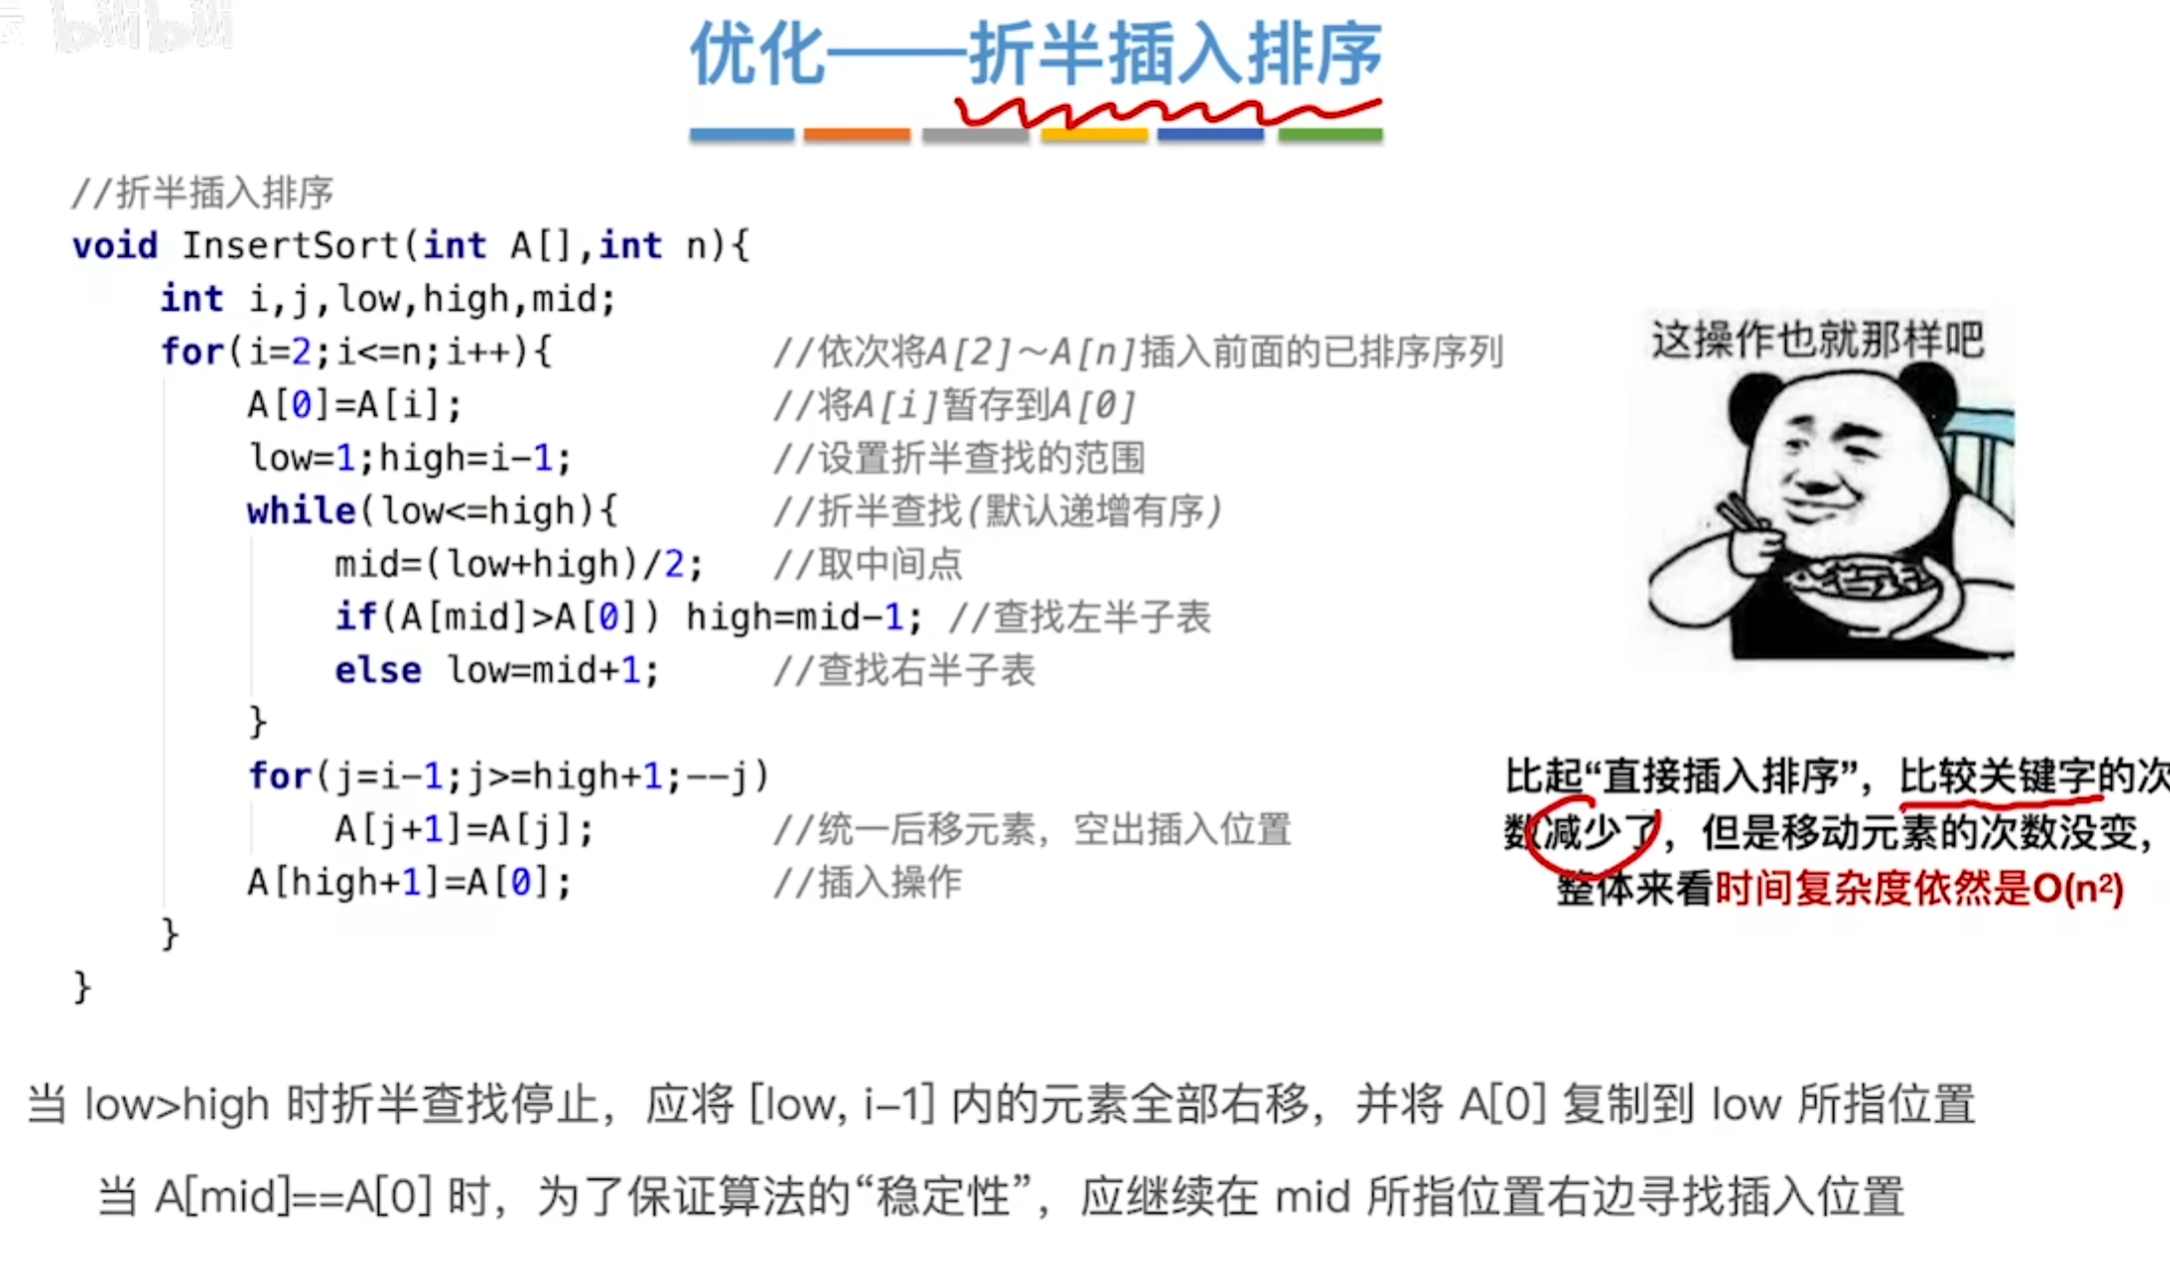 bilibili
优化——折半插入排序
//折半插入排序
void InsertSort(int A[],int n){
int i,j,low,high,mid;
for(i=2;i<=n;i++){ //依次将A[2]～A[n]插入前面的已排序序列
A[0]=A[i]; //将A[i]暂存到A[0]
low=1;high=i-1; //设置折半查找的范围
while(low<=high){ //折半查找(默认递增有序)
mid=(low+high)/2; //取中间点
if(A[mid]>A[0]) high=mid-1; //查找左半子表
else low=mid+1; //查找右半子表
}
for(j=i-1;j>=high+1;--j)
A[j+1]=A[j]; //统一后移元素，空出插入位置
A[high+1]=A[0]; //插入操作
}
}
这操作也就那样吧
比起“直接插入排序”，比较关键字的次
数减少了，但是移动元素的次数没变，
整体来看时间复杂度依然是O(n²)
当 low>high 时折半查找停止，应将 [low, i-1] 内的元素全部右移，并将 A[0] 复制到 low 所指位置
当 A[mid]==A[0] 时，为了保证算法的“稳定性”，应继续在 mid 所指位置右边寻找插入位置